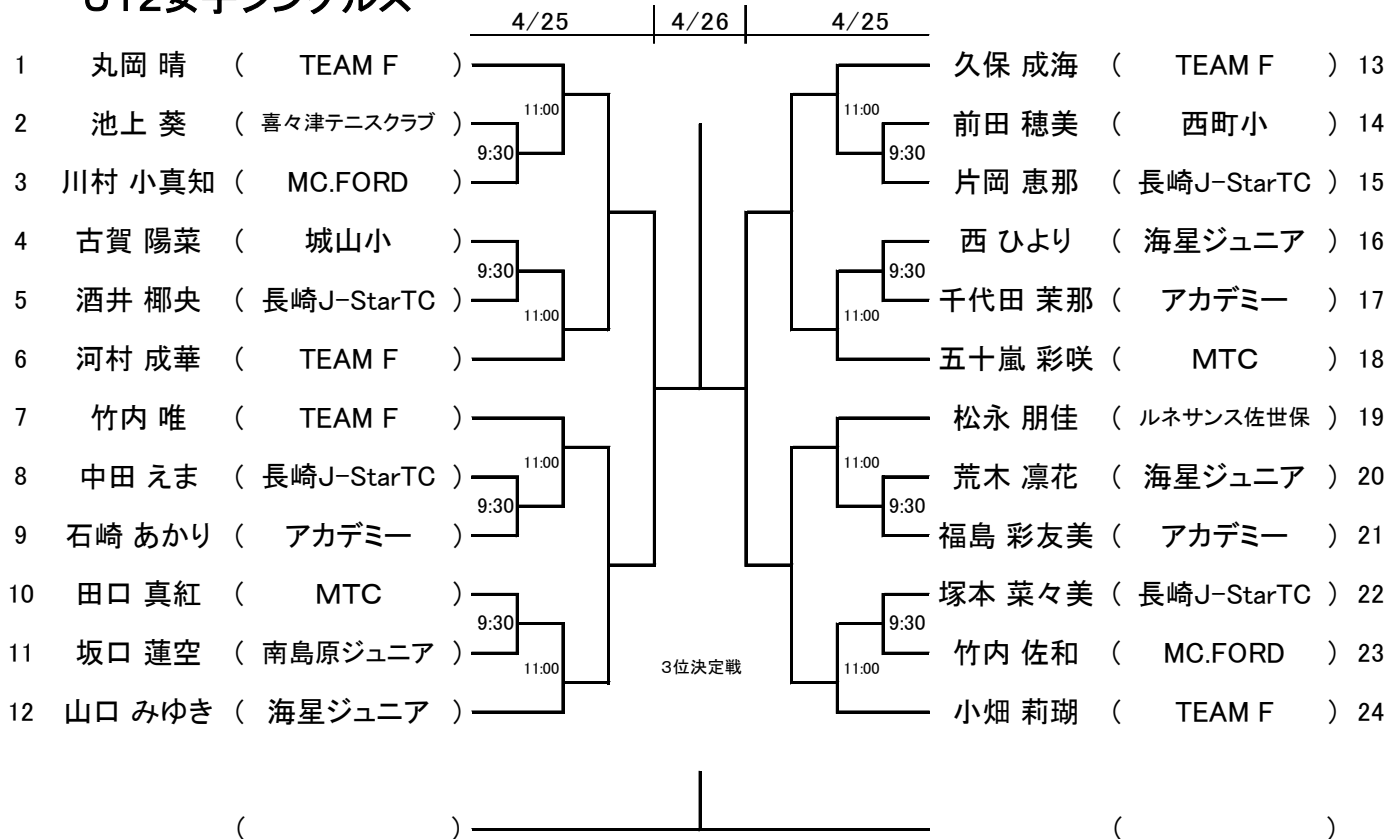 U12女子シングルス
4/25 4/26 4/25
1 丸岡 晴 ( TEAM F ) 久保 成海 ( TEAM F ) 13
11:00 11:00
2 池上 葵 ( 喜々津テニスクラブ ) 前田 穂美 ( 西町小 ) 14
9:30 9:30
3 川村 小真知 ( MC.FORD ) 片岡 恵那 ( 長崎J-StarTC ) 15
4 古賀 陽菜 ( 城山小 ) 西 ひより ( 海星ジュニア ) 16
9:30 9:30
5 酒井 椰央 ( 長崎J-StarTC ) 千代田 茉那 ( アカデミー ) 17
11:00 11:00
6 河村 成華 ( TEAM F ) 五十嵐 彩咲 ( MTC ) 18
7 竹内 唯 ( TEAM F ) 松永 朋佳 ( ルネサンス佐世保 ) 19
11:00 11:00
8 中田 えま ( 長崎J-StarTC ) 荒木 凛花 ( 海星ジュニア ) 20
9:30 9:30
9 石崎 あかり ( アカデミー ) 福島 彩友美 ( アカデミー ) 21
10 田口 真紅 ( MTC ) 塚本 菜々美 ( 長崎J-StarTC ) 22
9:30 9:30
11 坂口 蓮空 ( 南島原ジュニア ) 竹内 佐和 ( MC.FORD ) 23
11:00 3位決定戦 11:00
12 山口 みゆき ( 海星ジュニア ) 小畑 莉瑚 ( TEAM F ) 24
( ) ( )